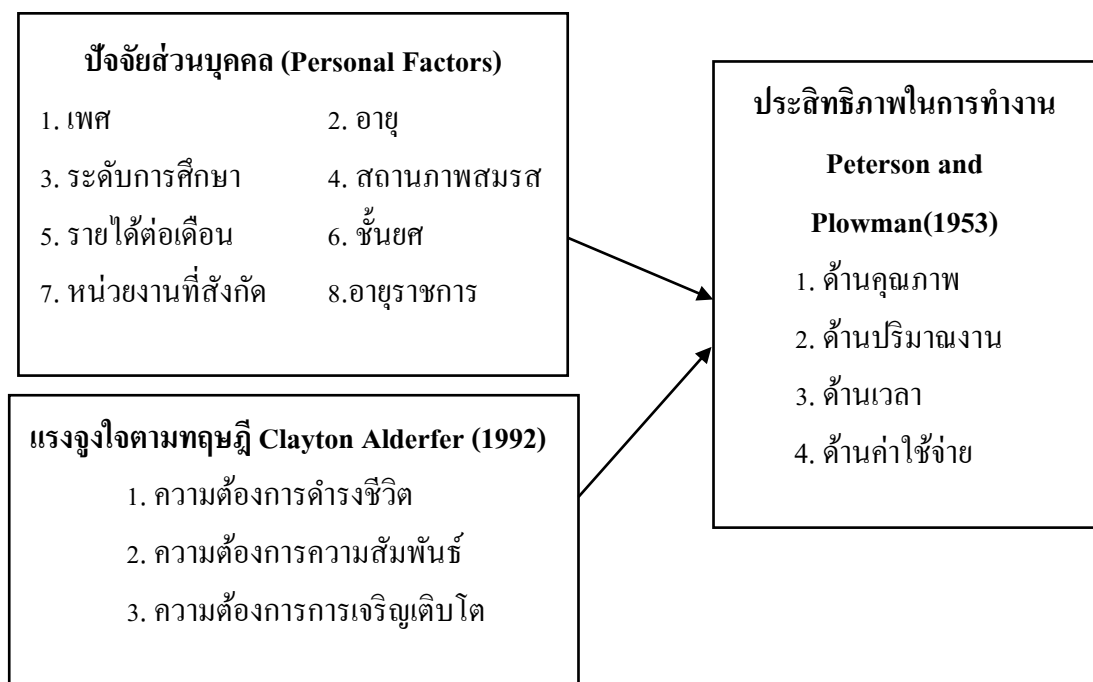 ปัจจัยส่วนบุคคล (Personal Factors)
1. เพศ 2. อายุ
3. ระดับการศึกษา 4. สถานภาพสมรส
5. รายได้ต่อเดือน 6. ชั้นยศ
7. หน่วยงานที่สังกัด 8.อายุราชการ
แรงจูงใจตามทฤษฎี Clayton Alderfer (1992)
1. ความต้องการดำรงชีวิต
2. ความต้องการความสัมพันธ์
3. ความต้องการการเจริญเติบโต
ประสิทธิภาพในการทำงาน
Peterson and
Plowman(1953)
1. ด้านคุณภาพ
2. ด้านปริมาณงาน
3. ด้านเวลา
4. ด้านค่าใช้จ่าย